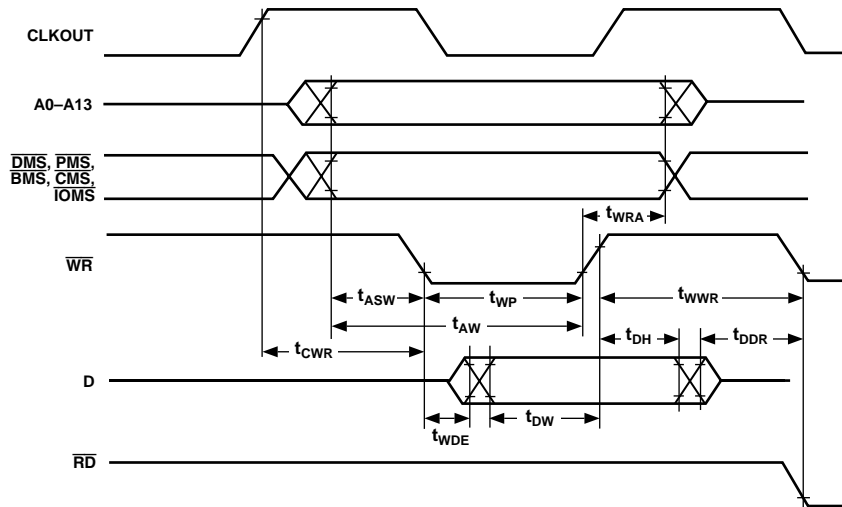 CLKOUT
A0–A13
DMS, PMS,
BMS, CMS,
IOMS
tWRA
WR
tASW
tWP
tWWR
tAW
tCWR
tDH
tDDR
D
tWDE
tDW
RD